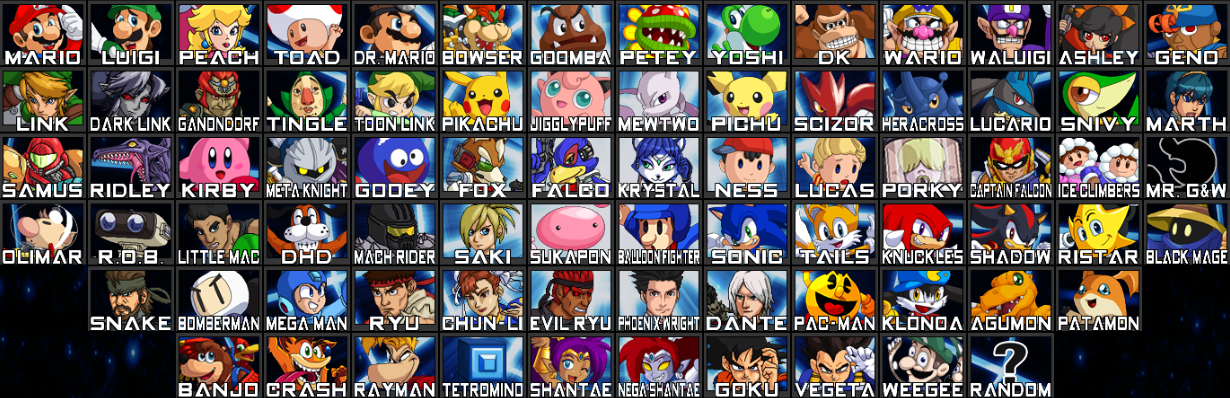 MARIO LUIGI PEACH TOAD DR. MARIO BOWSER GOOMBA PETEY YOSHI DK WARIO WALUIGI ASHLEY GENO
LINK DARK LINK GANONDORF TINGLE TOON LINK PIKACHU JIGGLYPUFF MEWTWO PICHU SCIZOR HERACROSS LUCARIO SNIVY MARTH
SAMUS RIDLEY KIRBY META KNIGHT GOOEY FOX FALCO KRYSTAL NESS LUCAS PORKY CAPTAIN FALCON ICE CLIMBERS MR. G&W
OLIMAR R.O.B. LITTLE MAC DHD MACH RIDER SAKI SUKAPON BALLOON FIGHTER SONIC TAILS KNUCKLES SHADOW RISTAR BLACK MAGE
SNAKE BOMBERMAN MEGA MAN RYU CHUN-LI EVIL RYU PHOENIX WRIGHT DANTE PAC-MAN KLONOA AGUMON PATAMON
BANJO CRASH RAYMAN TETROMINO SHANTAE NEGA-SHANTAE GOKU VEGETA WEEGEE RANDOM